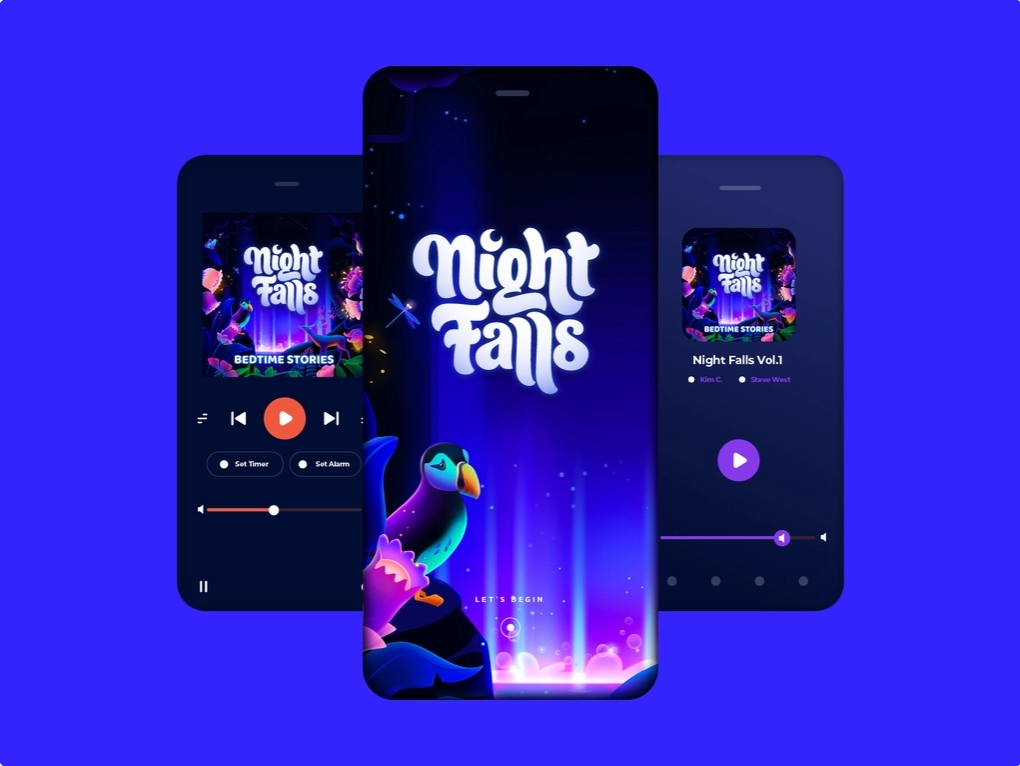 Night
Falls
BEDTIME STORIES
Set Timer
Set Alarm
Night
Falls
LET'S BEGIN
Night
Falls
BEDTIME STORIES
Night Falls Vol.1
Kim C.
Steve West